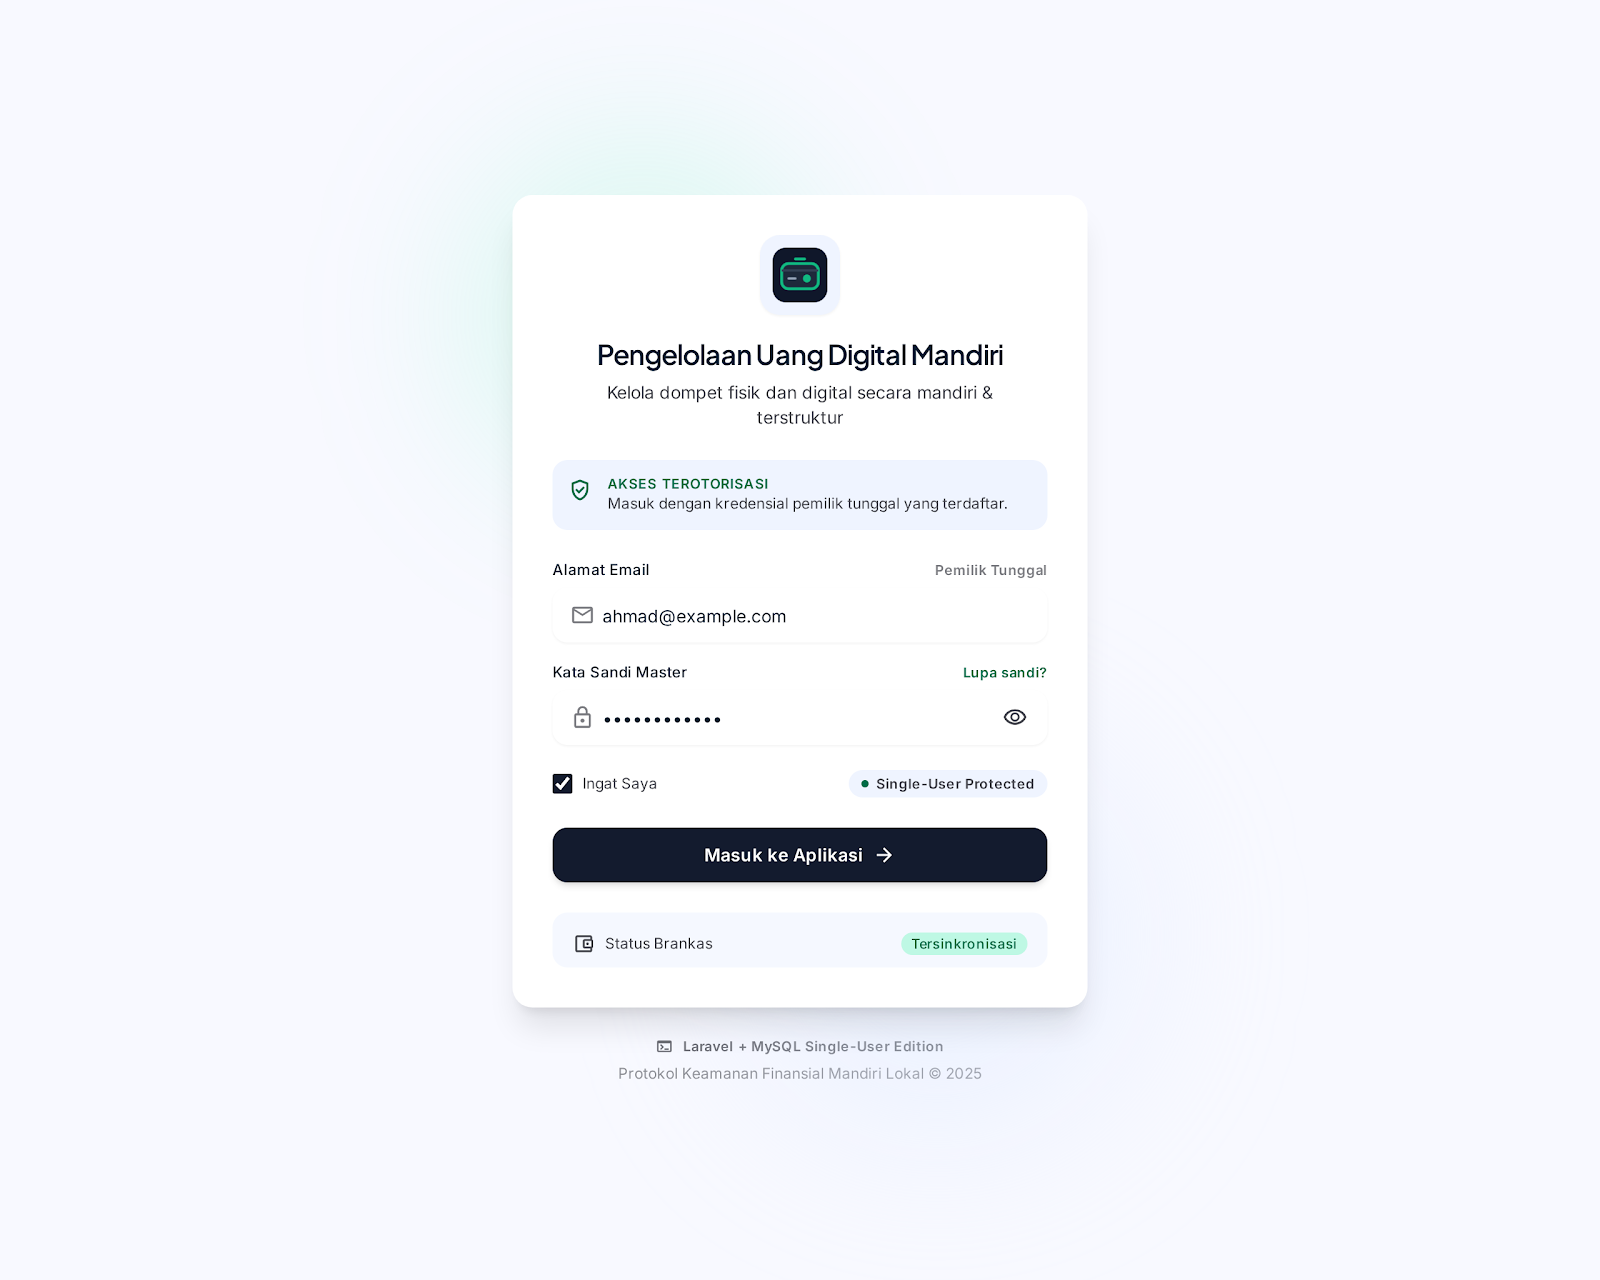 Pengelolaan Uang Digital Mandiri
Kelola dompet fisik dan digital secara mandiri &
terstruktur
AKSES TEROTORISASI
Masuk dengan kredensial pemilik tunggal yang terdaftar.
Alamat Email
Pemilik Tunggal
ahmad@example.com
Kata Sandi Master
Lupa sandi?
••••••••••••
Ingat Saya
Single-User Protected
Masuk ke Aplikasi →
Status Brankas
Tersinkronisasi
Laravel + MySQL Single-User Edition
Protokol Keamanan Finansial Mandiri Lokal © 2025